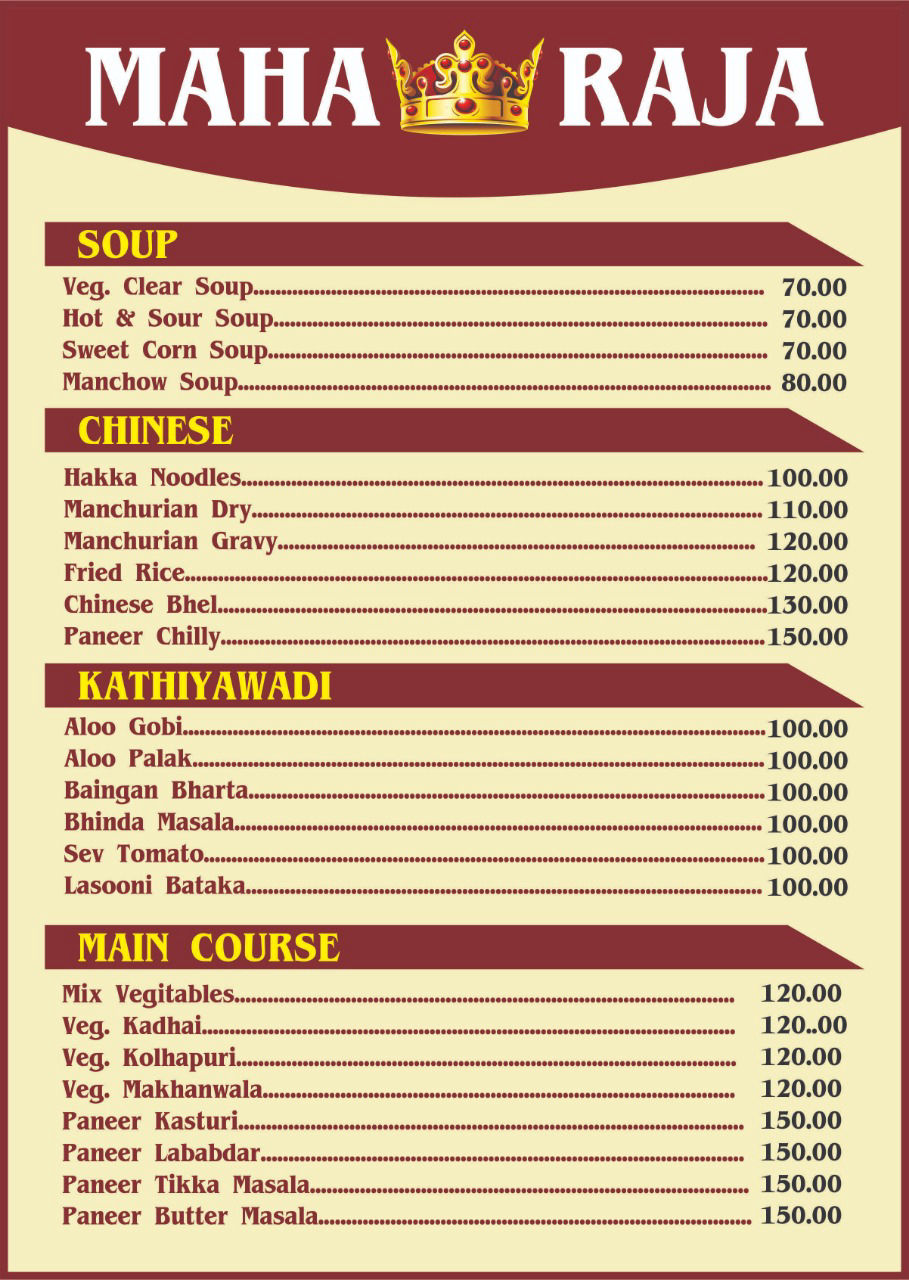 MAHA RAJA
SOUP
Veg. Clear Soup 70.00
Hot & Sour Soup 70.00
Sweet Corn Soup 70.00
Manchow Soup 80.00
CHINESE
Hakka Noodles 100.00
Manchurian Dry 110.00
Manchurian Gravy 120.00
Fried Rice 120.00
Chinese Bhel 130.00
Paneer Chilly 150.00
KATHIYAWADI
Aloo Gobi 100.00
Aloo Palak 100.00
Baingan Bharta 100.00
Bhinda Masala 100.00
Sev Tomato 100.00
Lasooni Bataka 100.00
MAIN COURSE
Mix Vegitables 120.00
Veg. Kadhai 120..00
Veg. Kolhapuri 120.00
Veg. Makhanwala 120.00
Paneer Kasturi 150.00
Paneer Lababdar 150.00
Paneer Tikka Masala 150.00
Paneer Butter Masala 150.00